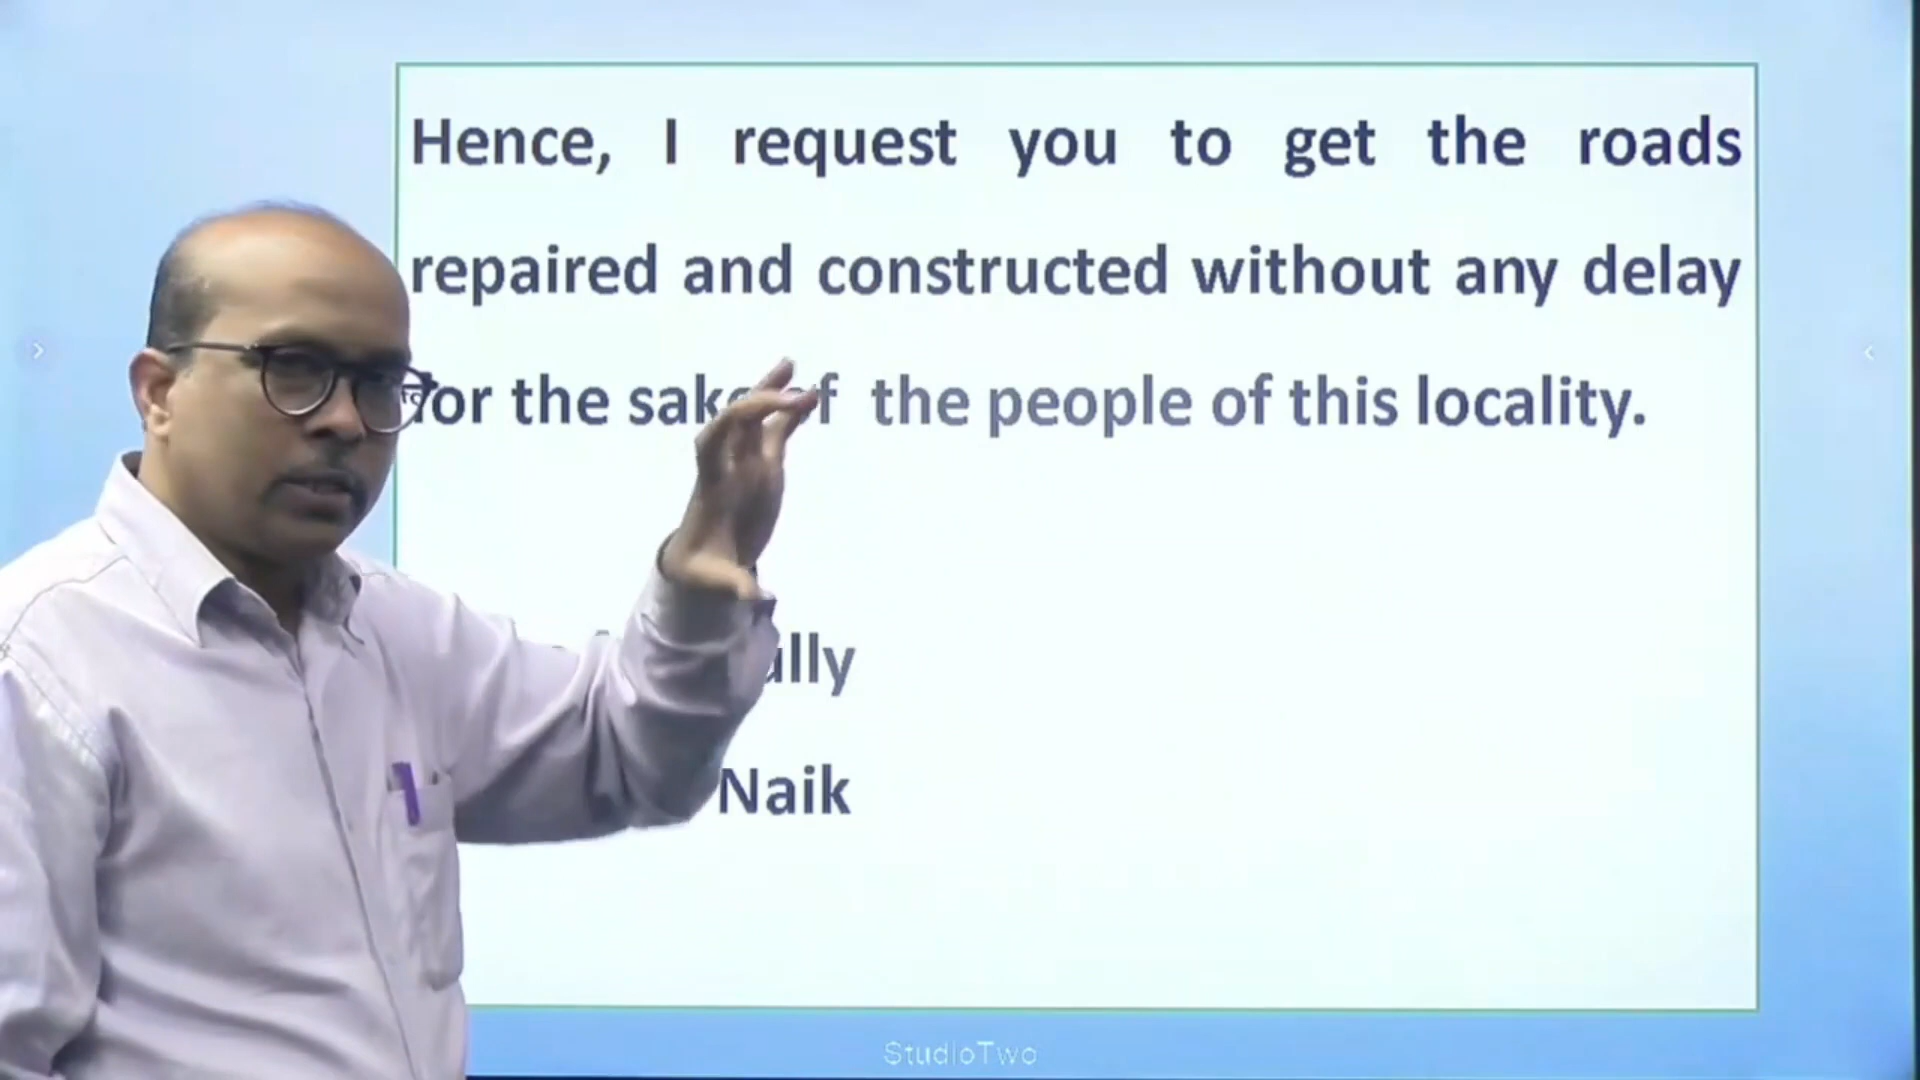 Hence, I request you to get the roads
repaired and constructed without any delay
for the sake of the people of this locality.
Naik
StudioTwo